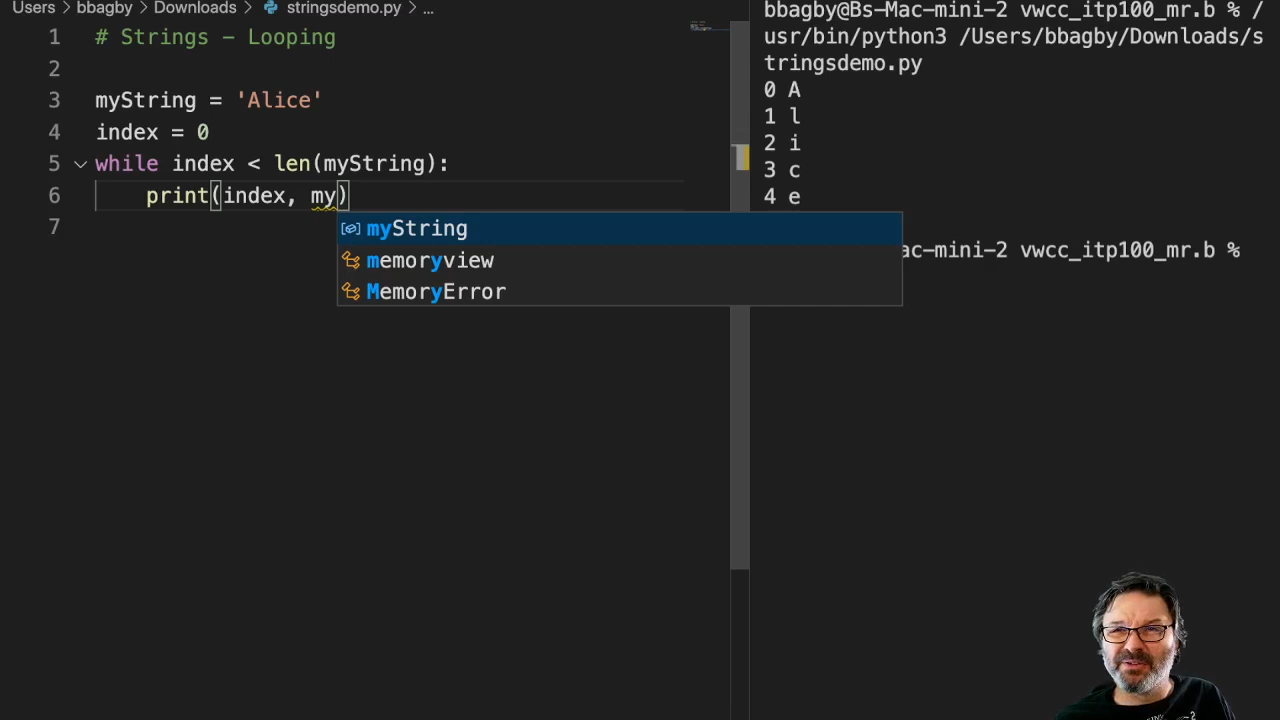 Users > bbagby > Downloads > stringsdemo.py > ...
1 # Strings - Looping
2
3 myString = 'Alice'
4 index = 0
5 while index < len(myString):
6 print(index, my)
7
myString
memoryview
MemoryError
bbagby@Bs-Mac-mini-2 vwcc_itp100_mr.b % /
usr/bin/python3 /Users/bbagby/Downloads/s
tringsdemo.py
0 A
1 l
2 i
3 c
4 e
ac-mini-2 vwcc_itp100_mr.b %